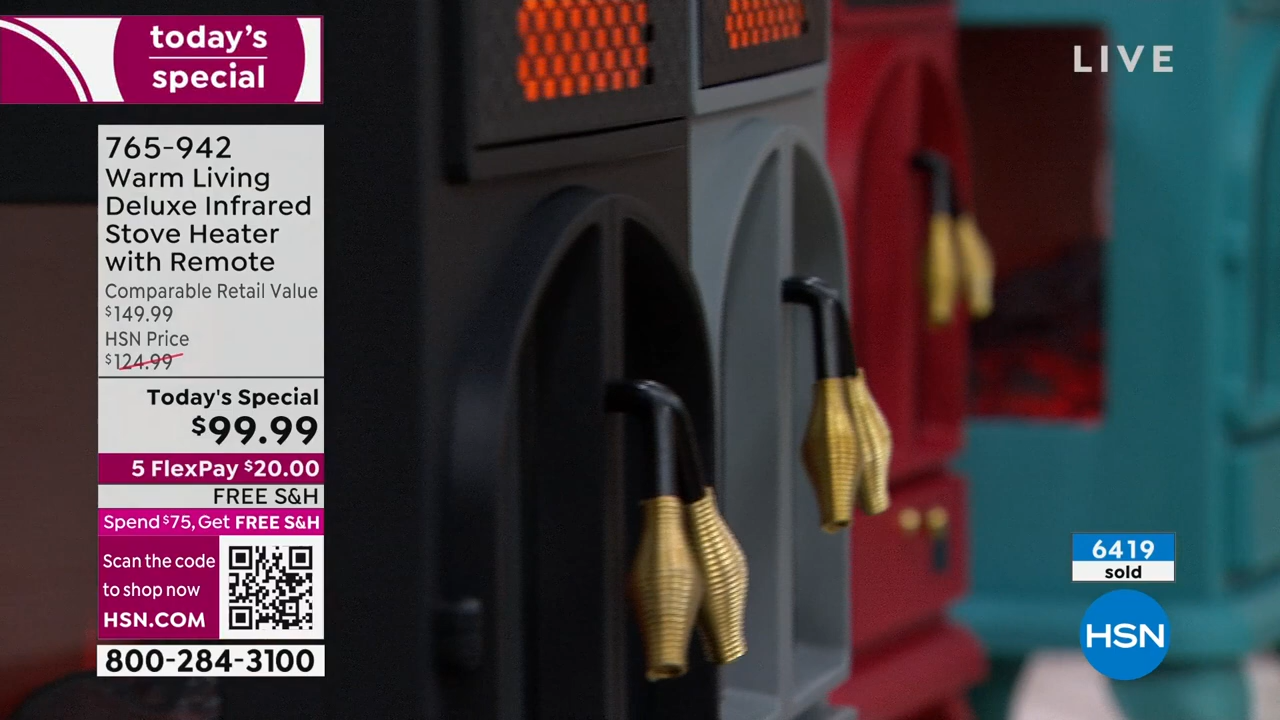 today's
special
LIVE
765-942
Warm Living
Deluxe Infrared
Stove Heater
with Remote
Comparable Retail Value
$149.99
HSN Price
$124.99
Today's Special
$99.99
5 FlexPay $20.00
FREE S&H
Spend $75, Get FREE S&H
Scan the code
to shop now
HSN.COM
800-284-3100
6419
sold
HSN